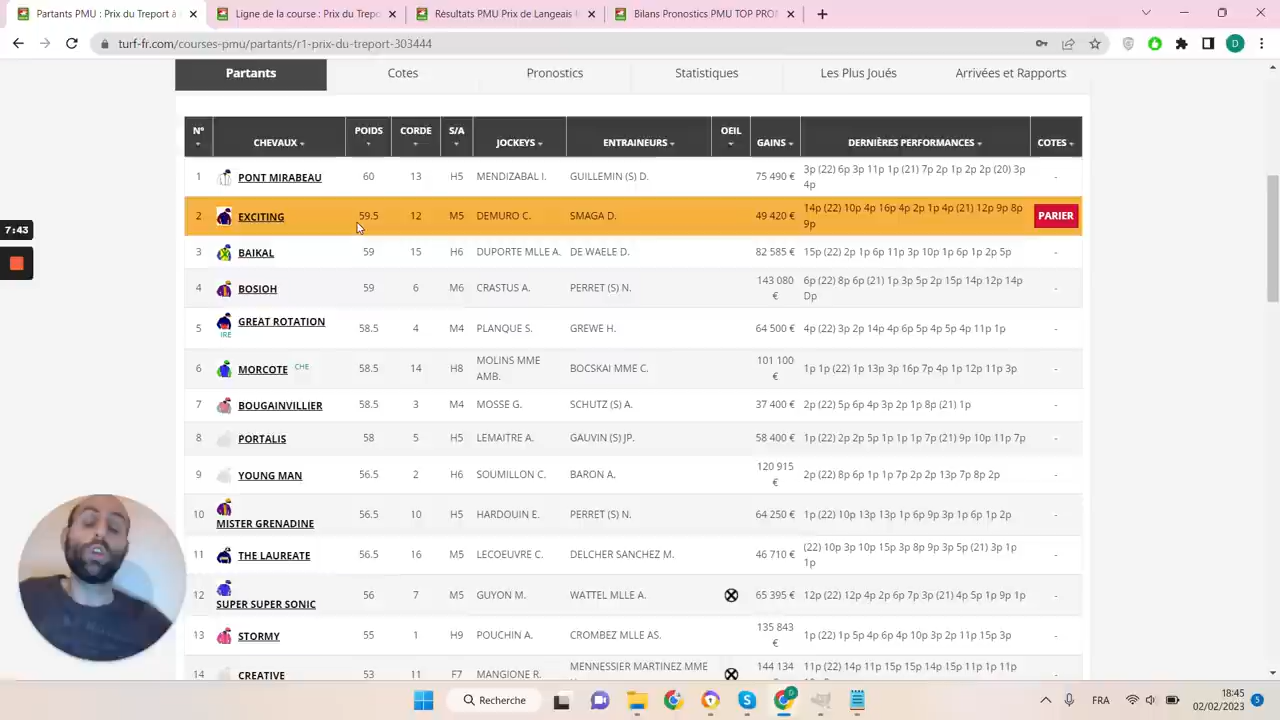 Partants PMU : Prix du Tréport à
Ligne de l'horizon : Prix du Tre
Résultats PMU Prix de Langeais
Bilans Pronostics PMU TOP PRO
turf-fr.com/courses-pmu/partants/r1-prix-du-treport-303444
D
Partants Cotes Pronostics Statistiques Les Plus Joués Arrivées et Rapports
N° CHEVAUX POIDS CORDE S/A JOCKEYS ENTRAINEURS OEIL GAINS DERNIÈRES PERFORMANCES COTES
1 PONT MIRABEAU 60 13 H5 MENDIZABAL I. GUILLEMIN (S) D. 75 490 € 3p (22) 6p 3p 11p 1p (21) 7p 2p 1p 2p 2p (20) 3p -
4p
7:43
2 EXCITING 59.5 12 M5 DEMURO C. SMAGA D. 49 420 € 14p (22) 10p 4p 16p 4p 2p 1p 4p (21) 12p 9p 8p PARIER
9p
3 BAIKAL 59 15 H6 DUPORTE MLLE A. DE WAELE D. 82 585 € 15p (22) 2p 1p 6p 11p 3p 10p 1p 6p 1p 2p 5p -
4 BOSIOH 59 6 M6 CRASTUS A. PERRET (S) N. 143 080 6p (22) 8p 6p (21) 1p 3p 5p 2p 15p 14p 12p 14p -
€ Dp
5 GREAT ROTATION 58.5 4 M4 PLANQUE S. GREWE H. 64 500 € 4p (22) 3p 2p 14p 4p 6p 5p 4p 5p 4p 11p 1p -
IRE
6 MORCOTE CHE 58.5 14 H8 MOLINS MME BOCSKAI MME C. 101 100 1p 1p (22) 1p 13p 3p 16p 7p 4p 1p 12p 11p 3p -
AMB. €
7 BOUGAINVILLIER 58.5 3 M4 MOSSE G. SCHUTZ (S) A. 37 400 € 2p (22) 5p 6p 4p 3p 2p 1p 8p (21) 1p -
8 PORTALIS 58 5 H5 LEMAITRE A. GAUVIN (S) JP. 58 400 € 1p (22) 2p 2p 5p 1p 1p 1p 7p (21) 9p 10p 11p 7p -
9 YOUNG MAN 56.5 2 H6 SOUMILLON C. BARON A. 120 915 2p (22) 8p 6p 1p 1p 7p 2p 2p 13p 7p 8p 2p -
€
10 MISTER GRENADINE 56.5 10 H5 HARDOUIN E. PERRET (S) N. 64 250 € 1p (22) 10p 13p 13p 1p 6p 9p 3p 1p 6p 1p 2p -
11 THE LAUREATE 56.5 16 M5 LECOEUVRE C. DELCHER SANCHEZ M. 46 710 € (22) 10p 3p 10p 15p 3p 8p 9p 3p 5p (21) 3p 1p -
1p
12 SUPER SUPER SONIC 56 7 M5 GUYON M. WATTEL MLLE A. 65 395 € 12p (22) 12p 4p 2p 6p 7p 3p (21) 4p 5p 1p 9p 1p -
13 STORMY 55 1 H9 POUCHIN A. CROMBEZ MLLE AS. 135 843 1p (22) 1p 5p 4p 6p 4p 10p 3p 2p 11p 15p 3p -
€
14 CREATIVE 53 11 F7 MANGIONE R. MENNESSIER MARTINEZ MME 144 134 11p (22) 14p 11p 15p 15p 14p 15p 11p 1p 11p -
Recherche
FRA
18:45
02/02/2023
5